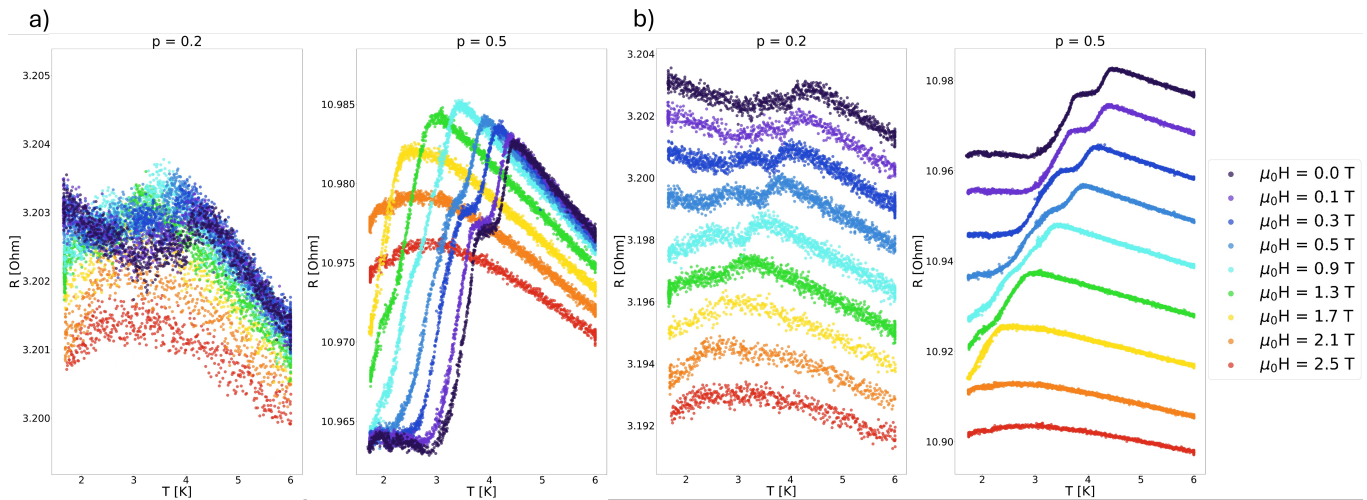 a)
b)
p = 0.2
p = 0.5
p = 0.2
p = 0.5
R [Ohm]
3.205
3.204
3.203
3.202
3.201
3.200
2 3 4 5 6
T [K]
R [Ohm]
10.985
10.980
10.975
10.970
10.965
2 3 4 5 6
T [K]
R [Ohm]
3.204
3.202
3.200
3.198
3.196
3.194
3.192
2 3 4 5 6
T [K]
R [Ohm]
10.98
10.96
10.94
10.92
10.90
2 3 4 5 6
T [K]
μ₀H = 0.0 T
μ₀H = 0.1 T
μ₀H = 0.3 T
μ₀H = 0.5 T
μ₀H = 0.9 T
μ₀H = 1.3 T
μ₀H = 1.7 T
μ₀H = 2.1 T
μ₀H = 2.5 T